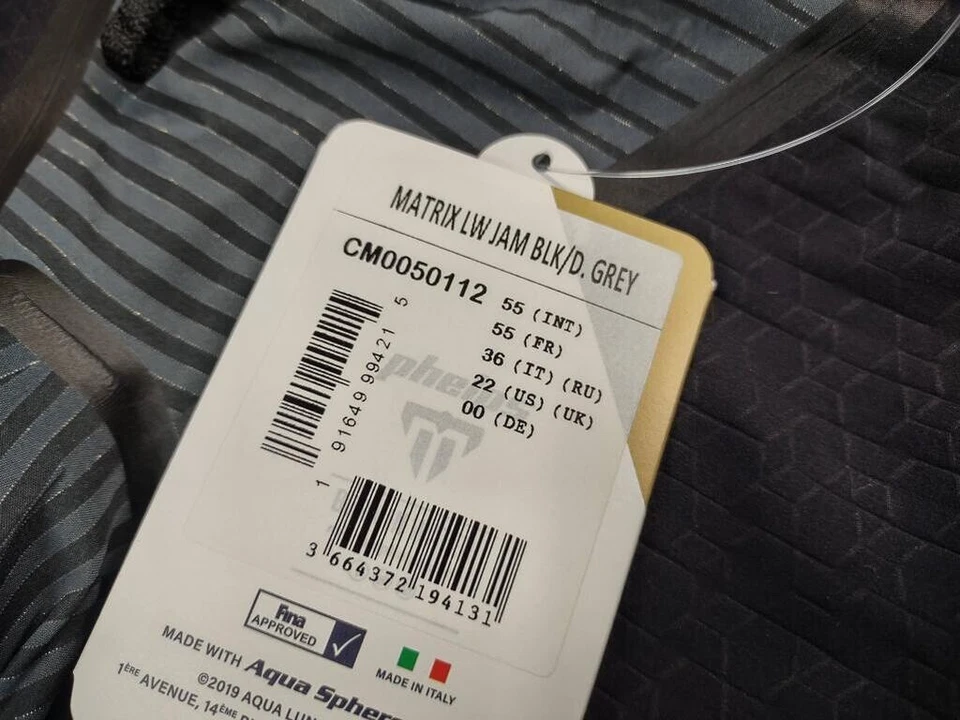 MATRIX LW JAM BLK/D. GREY
CM0050112
55 (INT)
55 (FR)
36 (IT) (RU)
22 (US) (UK)
00 (DE)
1 91649 99421 5
phelps
3 664372 194131
Fina
APPROVED
MADE IN ITALY
MADE WITH Aqua Sphere
©2019 AQUA LUN
1ÈRE AVENUE, 14ÈME